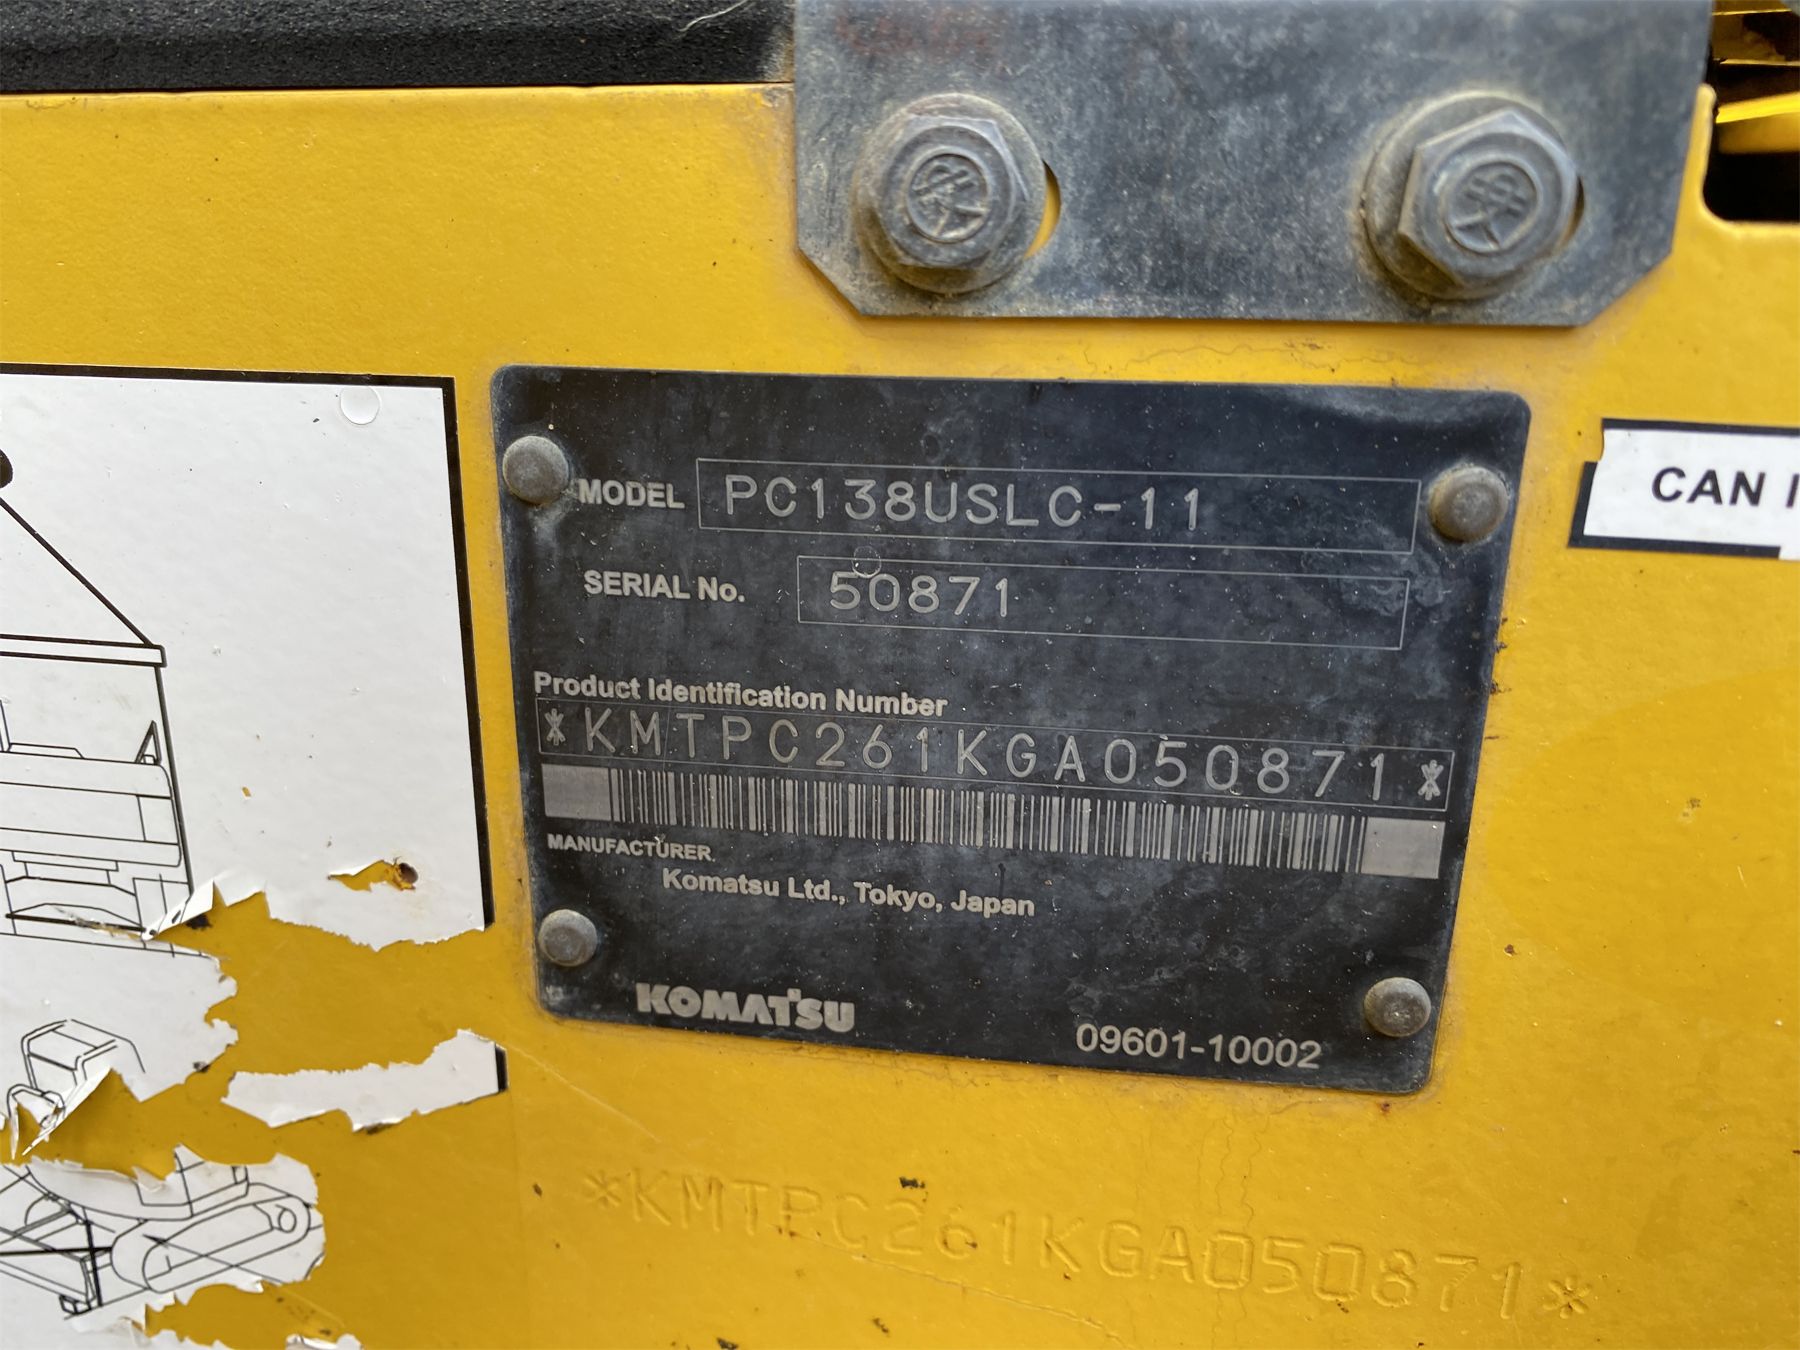 MODEL PC138USLC-11
CAN
SERIAL No. 50871
Product Identification Number
*KMTPC261KGA050871*
MANUFACTURER
Komatsu Ltd., Tokyo, Japan
KOMATSU
09601-10002
*KMTPC261KGA050871*